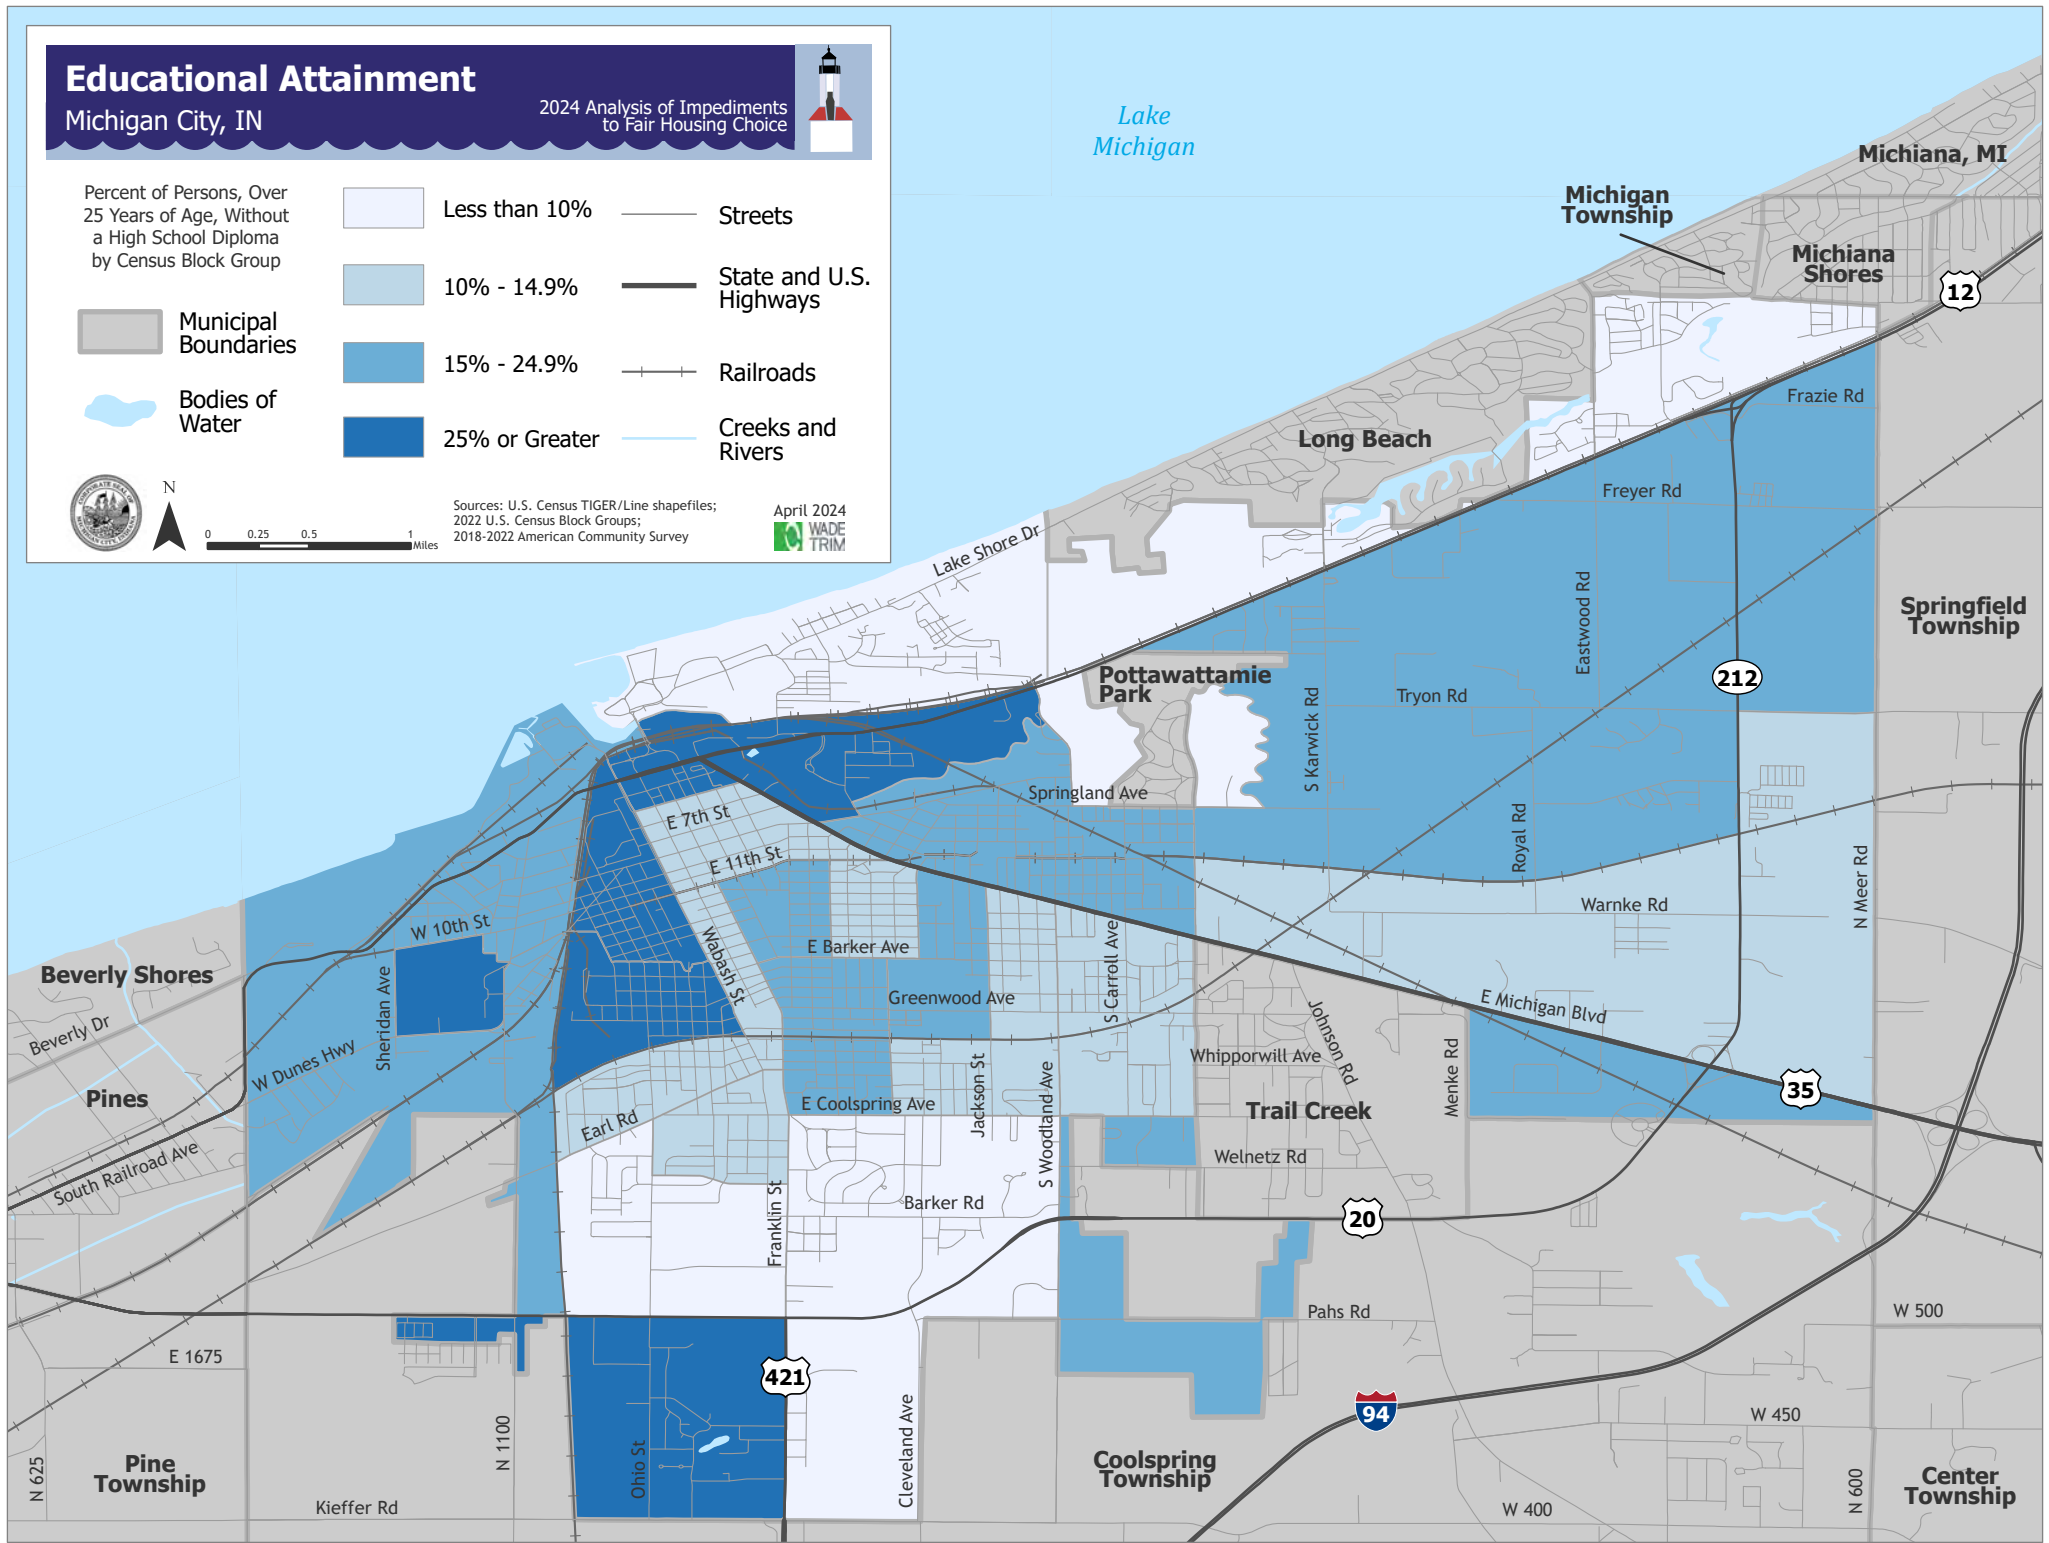 Educational Attainment
Michigan City, IN
2024 Analysis of Impediments
to Fair Housing Choice
Percent of Persons, Over
25 Years of Age, Without
a High School Diploma
by Census Block Group
Municipal
Boundaries
Bodies of
Water
Less than 10%
10% - 14.9%
15% - 24.9%
25% or Greater
Streets
State and U.S.
Highways
Railroads
Creeks and
Rivers
N
0
0.25
0.5
1
Miles
Sources: U.S. Census TIGER/Line shapefiles;
2022 U.S. Census Block Groups;
2018-2022 American Community Survey
April 2024
WADE
TRIM
Lake
Michigan
Michiana, MI
Michigan
Township
Michiana
Shores
12
Frazie Rd
Long Beach
Freyer Rd
Lake Shore Dr
Eastwood Rd
Springfield
Township
Pottawattamie
Park
212
Tryon Rd
S Karwick Rd
Springland Ave
E 7th St
Royal Rd
E 11th St
N Meer Rd
Warnke Rd
W 10th St
E Barker Ave
Wabash St
S Carroll Ave
Beverly Shores
Sheridan Ave
Greenwood Ave
E Michigan Blvd
Beverly Dr
Johnson Rd
W Dunes Hwy
Whipporwill Ave
Menke Rd
Jackson St
35
Pines
E Coolspring Ave
S Woodland Ave
Trail Creek
Earl Rd
Welnetz Rd
South Railroad Ave
Barker Rd
Franklin St
20
Pahs Rd
W 500
E 1675
421
94
W 450
N 1100
Cleveland Ave
Ohio St
Pine
Township
Coolspring
Township
Center
Township
N 625
N 600
Kieffer Rd
W 400